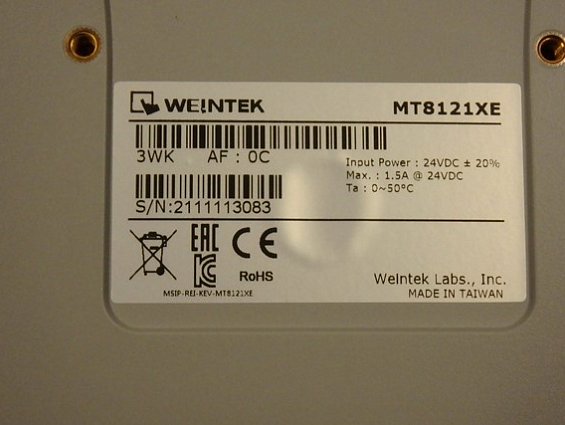 WEINTEK
MT8121XE
3WK AF : 0C
Input Power : 24VDC ± 20%
Max. : 1.5A @ 24VDC
Ta : 0~50°C
S/N:2111113083
EAC
CE
KC
RoHS
MSIP-REI-KEV-MT8121XE
Weintek Labs., Inc.
MADE IN TAIWAN